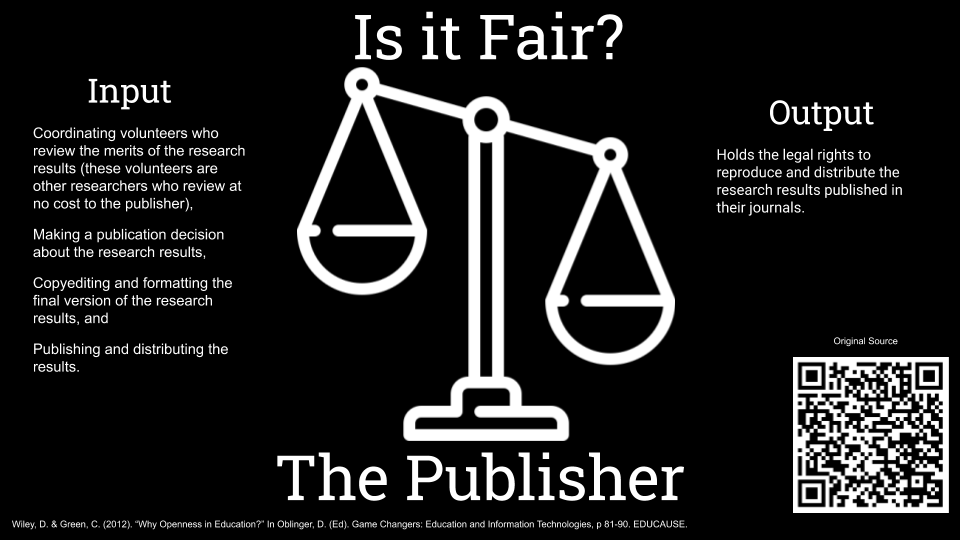 Is it Fair?
Input
Coordinating volunteers who
review the merits of the research
results (these volunteers are
other researchers who review at
no cost to the publisher),
Making a publication decision
about the research results,
Copyediting and formatting the
final version of the research
results, and
Publishing and distributing the
results.
Output
Holds the legal rights to
reproduce and distribute the
research results published in
their journals.
Original Source
The Publisher
Wiley, D. & Green, C. (2012). “Why Openness in Education?” In Oblinger, D. (Ed). Game Changers: Education and Information Technologies, p 81-90. EDUCAUSE.